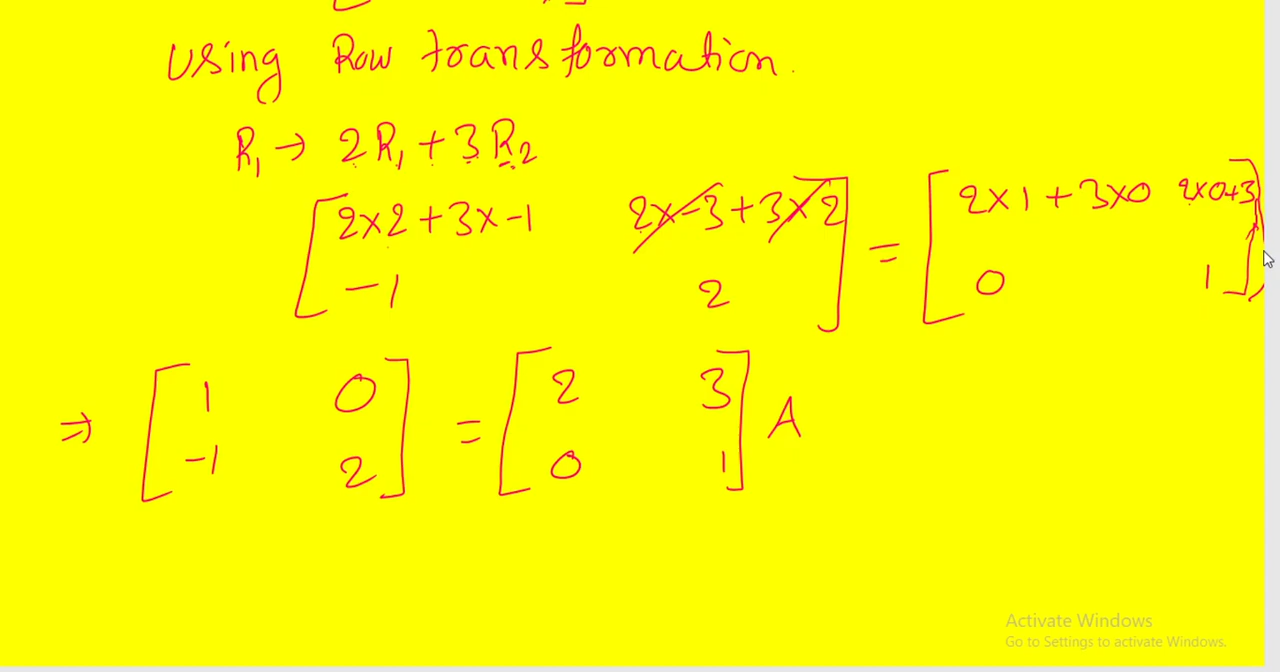 Using Row transformation.
R₁ → 2R₁ + 3R₂
[ 2×2+3×-1 2×-3+3×2 ] = [ 2×1+3×0 2×0+3
-1 2 0 1 ]
⇒ [ 1 0 ] = [ 2 3 ] A
-1 2 0 1
Activate Windows
Go to Settings to activate Windows.